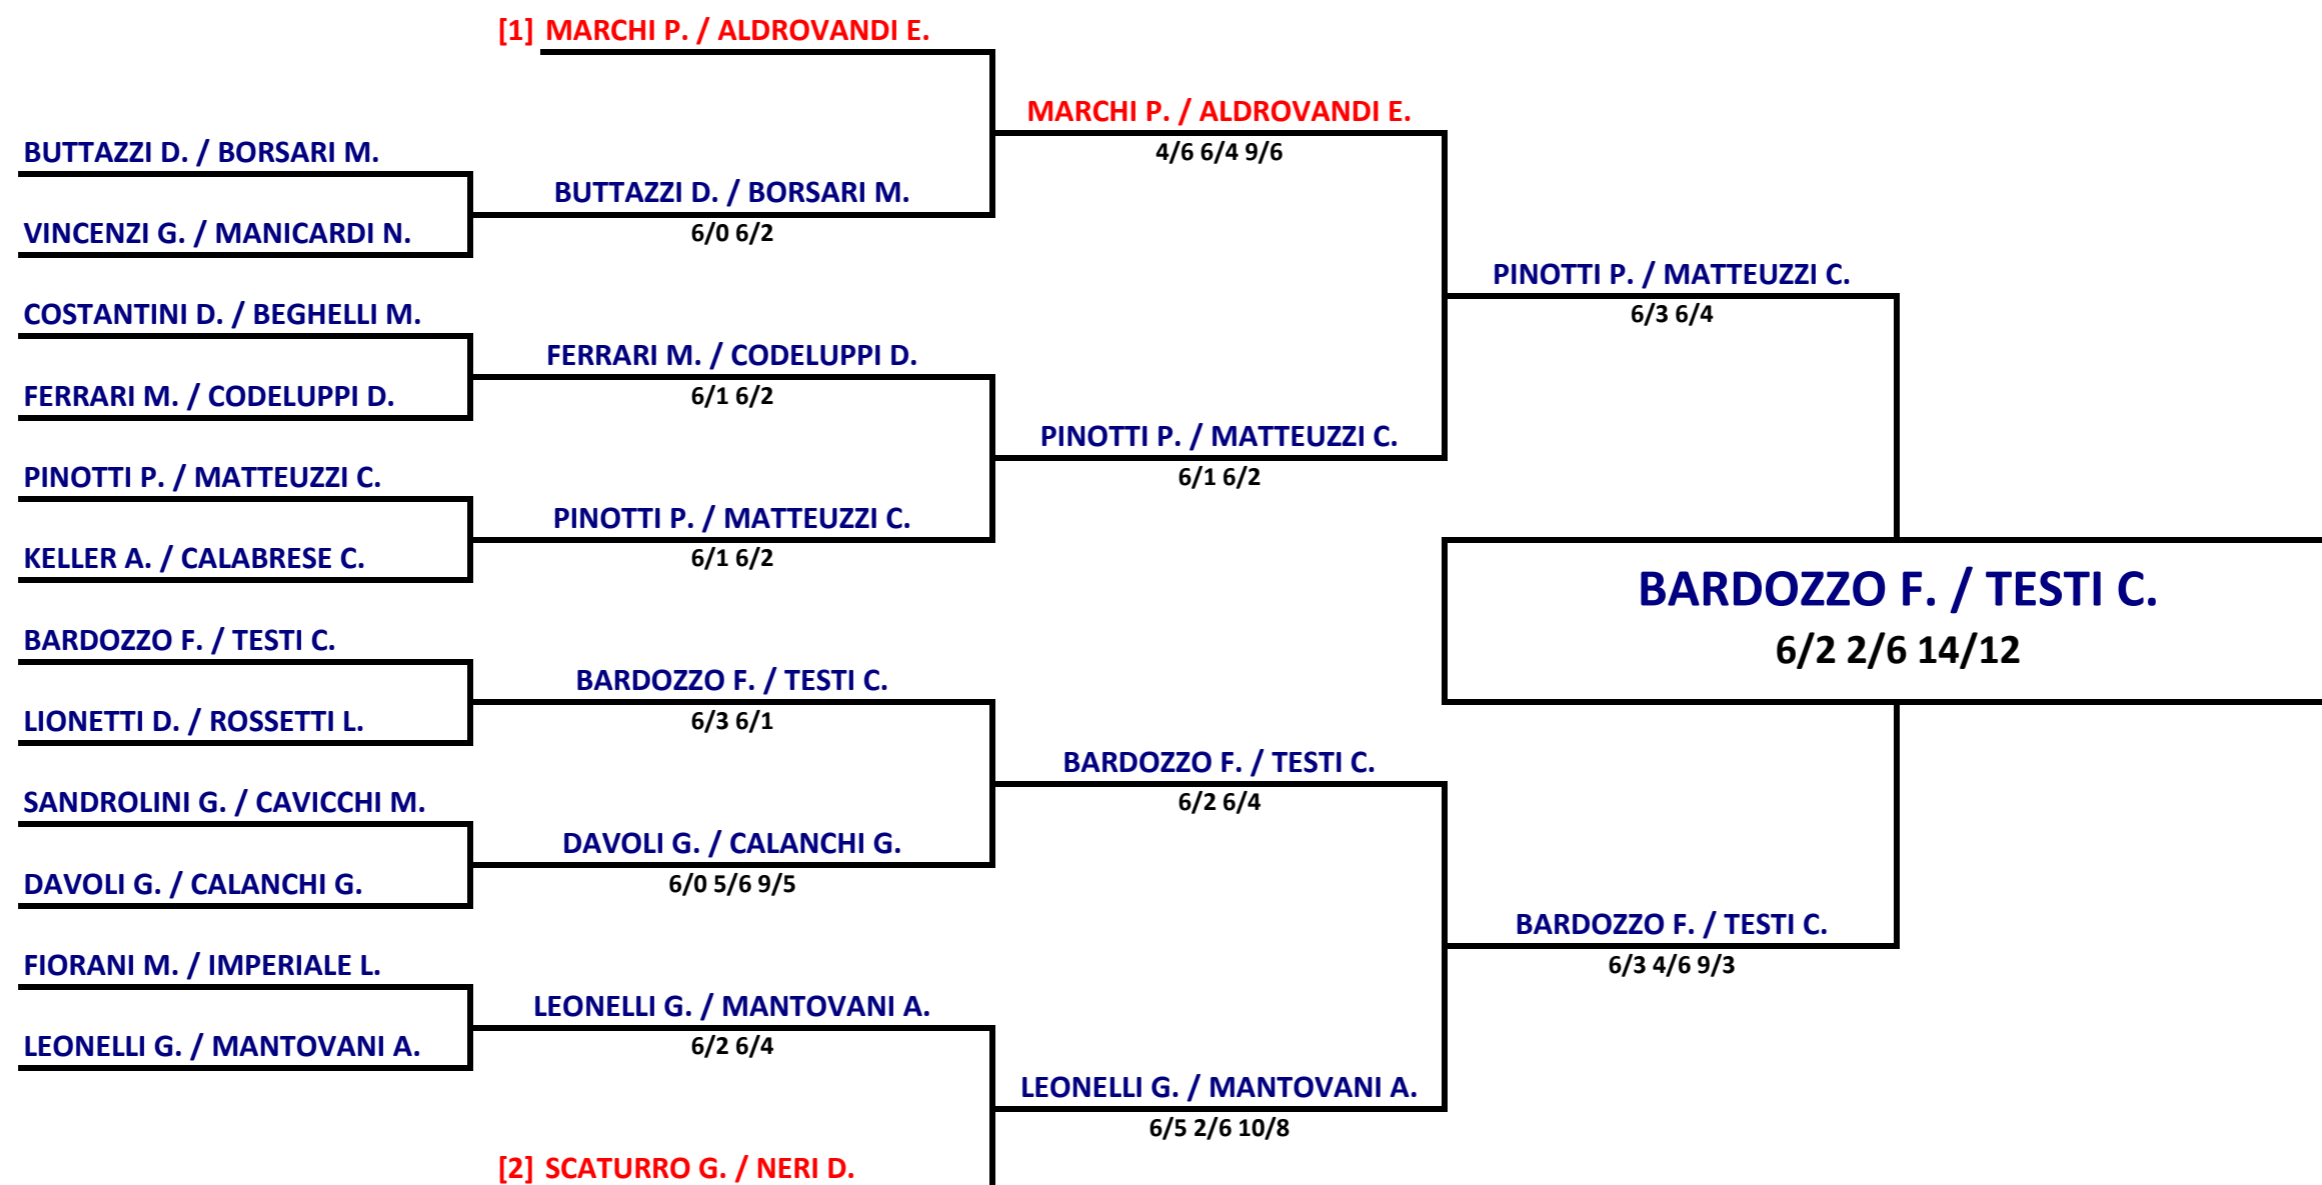 [1] MARCHI P. / ALDROVANDI E.
MARCHI P. / ALDROVANDI E.
4/6 6/4 9/6
BUTTAZZI D. / BORSARI M.
BUTTAZZI D. / BORSARI M.
6/0 6/2
VINCENZI G. / MANICARDI N.
PINOTTI P. / MATTEUZZI C.
6/3 6/4
COSTANTINI D. / BEGHELLI M.
FERRARI M. / CODELUPPI D.
6/1 6/2
FERRARI M. / CODELUPPI D.
PINOTTI P. / MATTEUZZI C.
6/1 6/2
PINOTTI P. / MATTEUZZI C.
PINOTTI P. / MATTEUZZI C.
6/1 6/2
KELLER A. / CALABRESE C.
BARDOZZO F. / TESTI C.
6/2 2/6 14/12
BARDOZZO F. / TESTI C.
BARDOZZO F. / TESTI C.
6/3 6/1
LIONETTI D. / ROSSETTI L.
BARDOZZO F. / TESTI C.
6/2 6/4
SANDROLINI G. / CAVICCHI M.
DAVOLI G. / CALANCHI G.
6/0 5/6 9/5
DAVOLI G. / CALANCHI G.
BARDOZZO F. / TESTI C.
6/3 4/6 9/3
FIORANI M. / IMPERIALE L.
LEONELLI G. / MANTOVANI A.
6/2 6/4
LEONELLI G. / MANTOVANI A.
LEONELLI G. / MANTOVANI A.
6/5 2/6 10/8
[2] SCATURRO G. / NERI D.